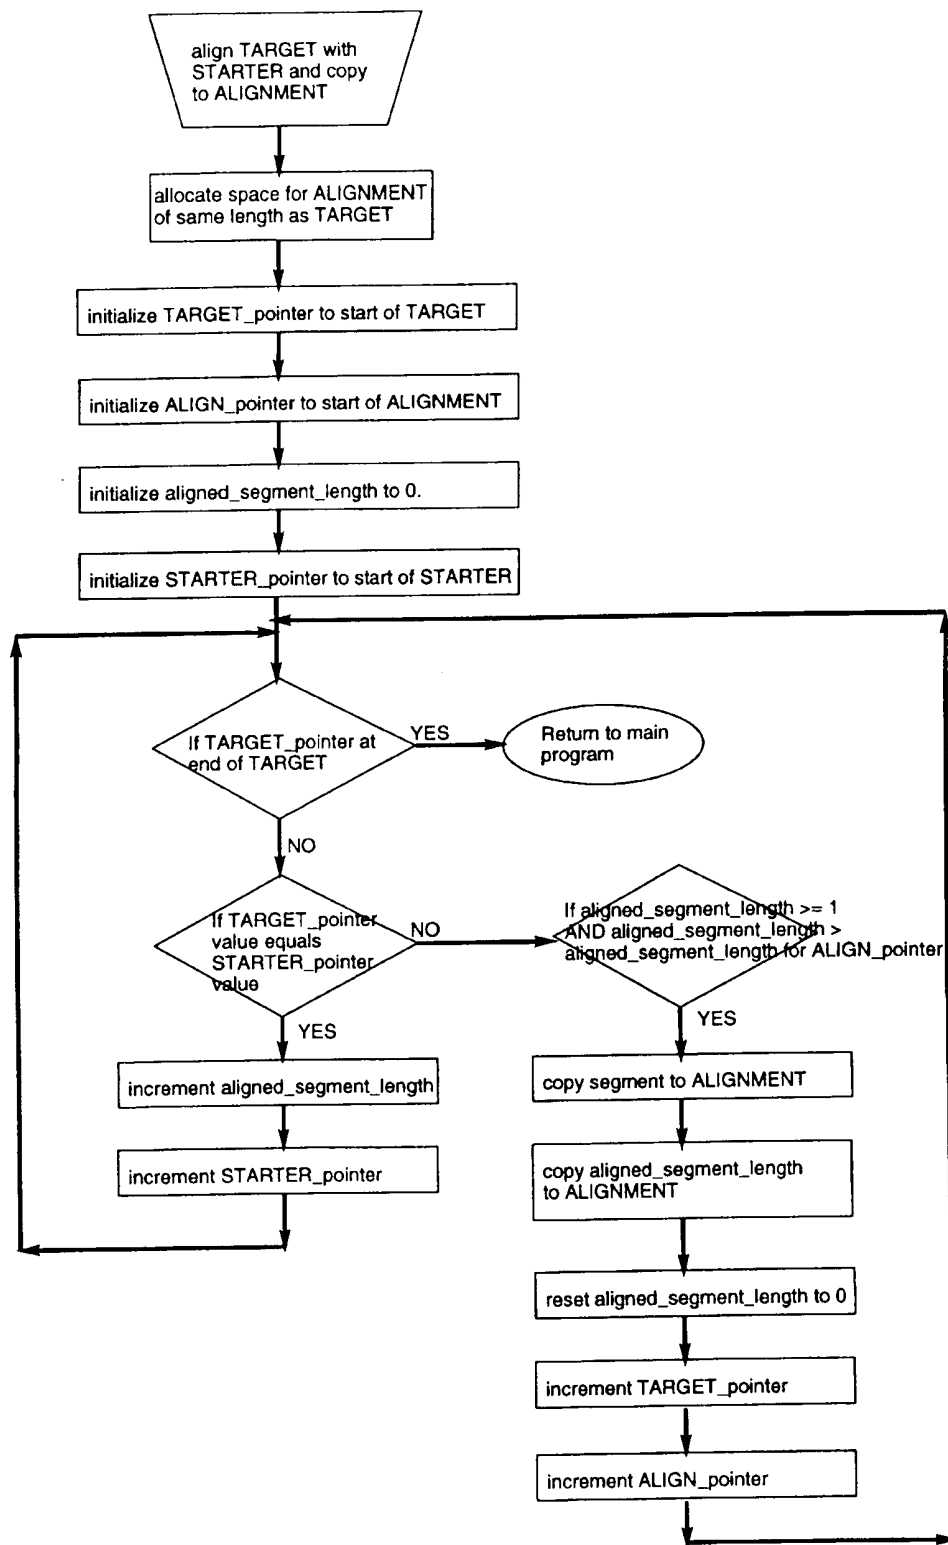 align TARGET with
STARTER and copy
to ALIGNMENT
allocate space for ALIGNMENT
of same length as TARGET
initialize TARGET_pointer to start of TARGET
initialize ALIGN_pointer to start of ALIGNMENT
initialize aligned_segment_length to 0.
initialize STARTER_pointer to start of STARTER
If TARGET_pointer at
end of TARGET
YES
Return to main
program
NO
If TARGET_pointer
value equals
STARTER_pointer
value
NO
If aligned_segment_length >= 1
AND aligned_segment_length >
aligned_segment_length for ALIGN_pointer
YES
increment aligned_segment_length
increment STARTER_pointer
YES
copy segment to ALIGNMENT
copy aligned_segment_length
to ALIGNMENT
reset aligned_segment_length to 0
increment TARGET_pointer
increment ALIGN_pointer